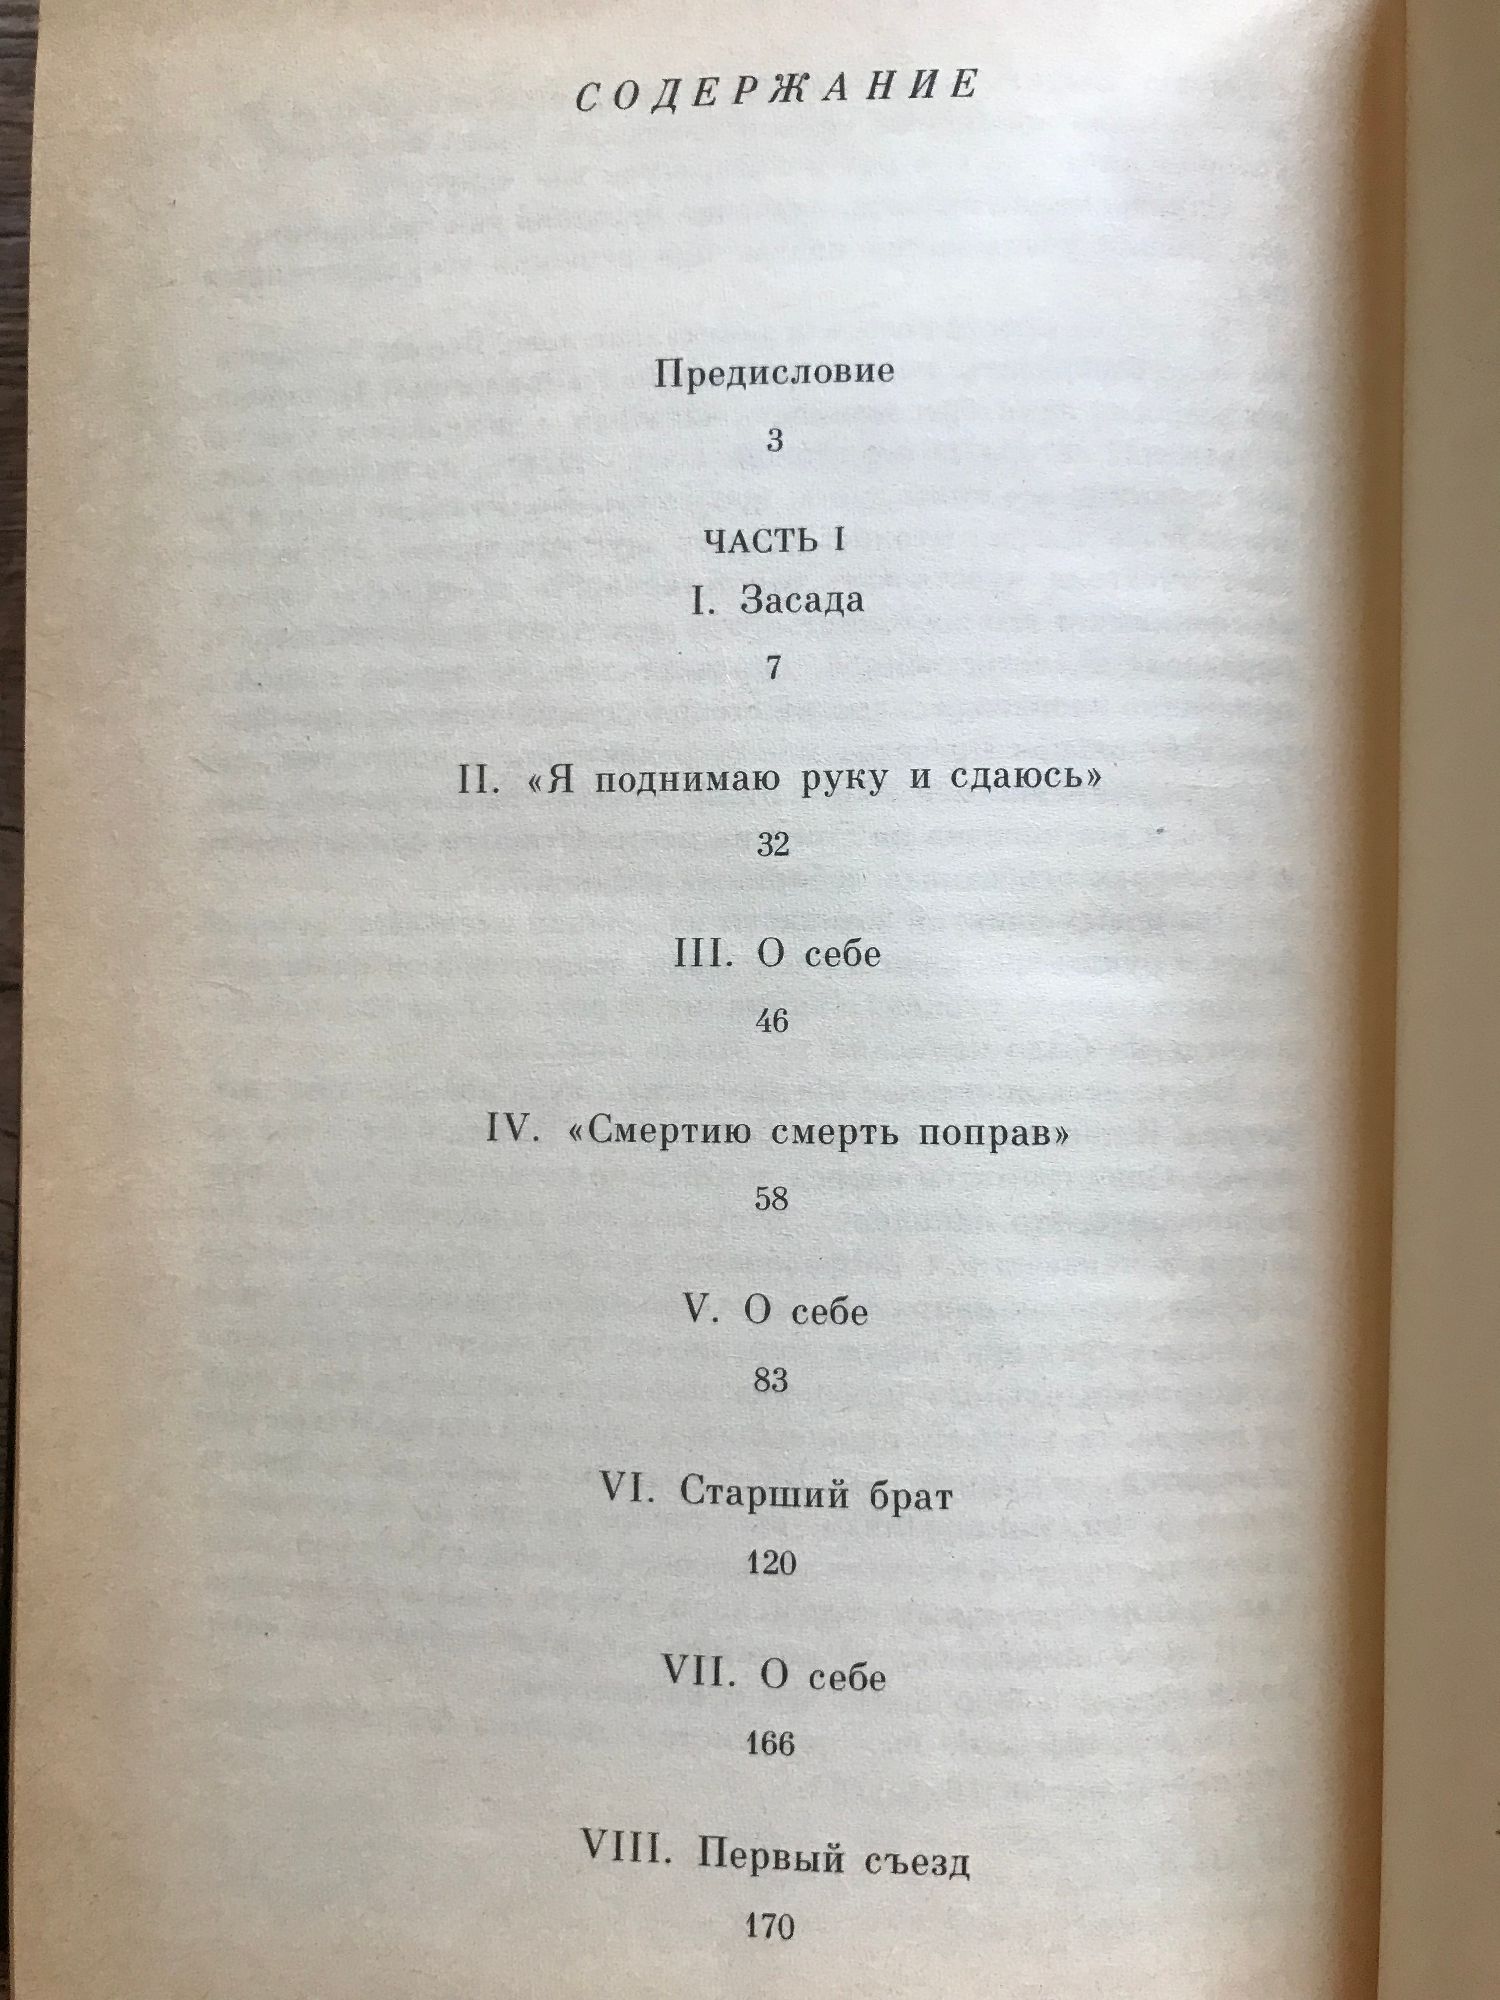 СОДЕРЖАНИЕ
Предисловие
3
ЧАСТЬ I
I. Засада
7
II. «Я поднимаю руку и сдаюсь»
32
III. О себе
46
IV. «Смертию смерть поправ»
58
V. О себе
83
VI. Старший брат
120
VII. О себе
166
VIII. Первый съезд
170